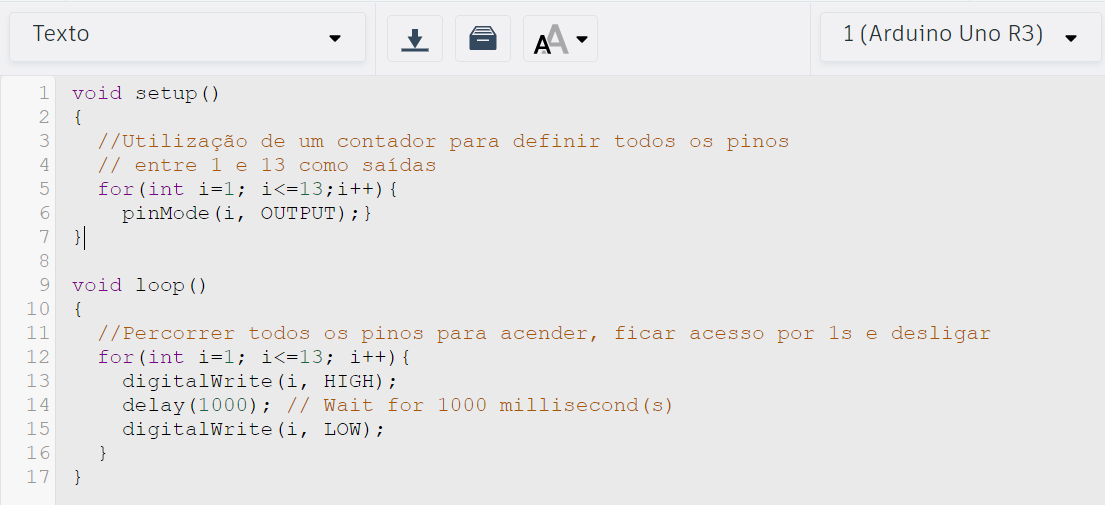 Texto
AA
1 (Arduino Uno R3)
1 void setup()
2 {
3   //Utilização de um contador para definir todos os pinos
4   // entre 1 e 13 como saídas
5   for(int i=1; i<=13;i++){
6     pinMode(i, OUTPUT);}
7 }
8
9 void loop()
10 {
11   //Percorrer todos os pinos para acender, ficar acesso por 1s e desligar
12   for(int i=1; i<=13; i++){
13     digitalWrite(i, HIGH);
14     delay(1000); // Wait for 1000 millisecond(s)
15     digitalWrite(i, LOW);
16   }
17 }